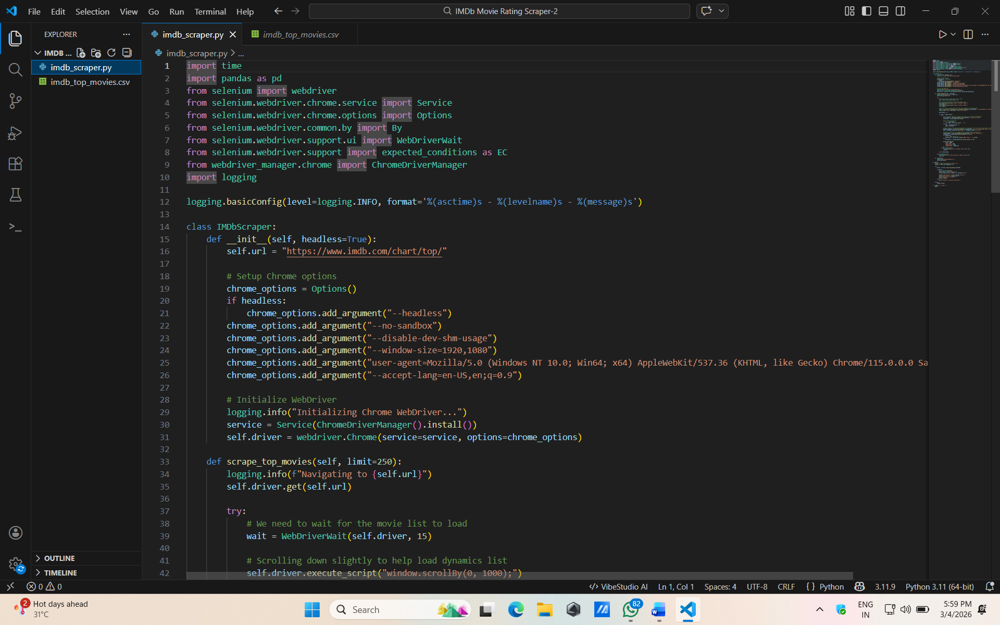 File Edit Selection View Go Run Terminal Help
IMDb Movie Rating Scraper-2
EXPLORER
IMDB ...
imdb_scraper.py
imdb_top_movies.csv
OUTLINE
TIMELINE
imdb_scraper.py
imdb_top_movies.csv
imdb_scraper.py > ...
1 import time
2 import pandas as pd
3 from selenium import webdriver
4 from selenium.webdriver.chrome.service import Service
5 from selenium.webdriver.chrome.options import Options
6 from selenium.webdriver.common.by import By
7 from selenium.webdriver.support.ui import WebDriverWait
8 from selenium.webdriver.support import expected_conditions as EC
9 from webdriver_manager.chrome import ChromeDriverManager
10 import logging
11
12 logging.basicConfig(level=logging.INFO, format='%(asctime)s - %(levelname)s - %(message)s')
13
14 class IMDbScraper:
15 def __init__(self, headless=True):
16 self.url = "https://www.imdb.com/chart/top/"
17
18 # Setup Chrome options
19 chrome_options = Options()
20 if headless:
21 chrome_options.add_argument("--headless")
22 chrome_options.add_argument("--no-sandbox")
23 chrome_options.add_argument("--disable-dev-shm-usage")
24 chrome_options.add_argument("--window-size=1920,1080")
25 chrome_options.add_argument("user-agent=Mozilla/5.0 (Windows NT 10.0; Win64; x64) AppleWebKit/537.36 (KHTML, like Gecko) Chrome/115.0.0.0 Sa
26 chrome_options.add_argument("--accept-lang=en-US,en;q=0.9")
27
28 # Initialize WebDriver
29 logging.info("Initializing Chrome WebDriver...")
30 service = Service(ChromeDriverManager().install())
31 self.driver = webdriver.Chrome(service=service, options=chrome_options)
32
33 def scrape_top_movies(self, limit=250):
34 logging.info(f"Navigating to {self.url}")
35 self.driver.get(self.url)
36
37 try:
38 # We need to wait for the movie list to load
39 wait = WebDriverWait(self.driver, 15)
40
41 # Scrolling down slightly to help load dynamics list
42 self.driver.execute_script("window.scrollBy(0, 1000);")
0 0 VibeStudio AI Ln 1, Col 1 Spaces: 4 UTF-8 CRLF {} Python 3.11.9 Python 3.11 (64-bit)
2 Hot days ahead
31°C
Search
82
ENG
IN
5:59 PM
3/4/2026